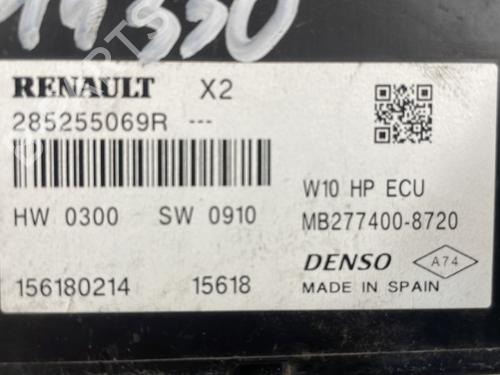 RENAULT X2
285255069R ---
W10 HP ECU
HW 0300 SW 0910 MB277400-8720
DENSO A74
156180214 15618 MADE IN SPAIN